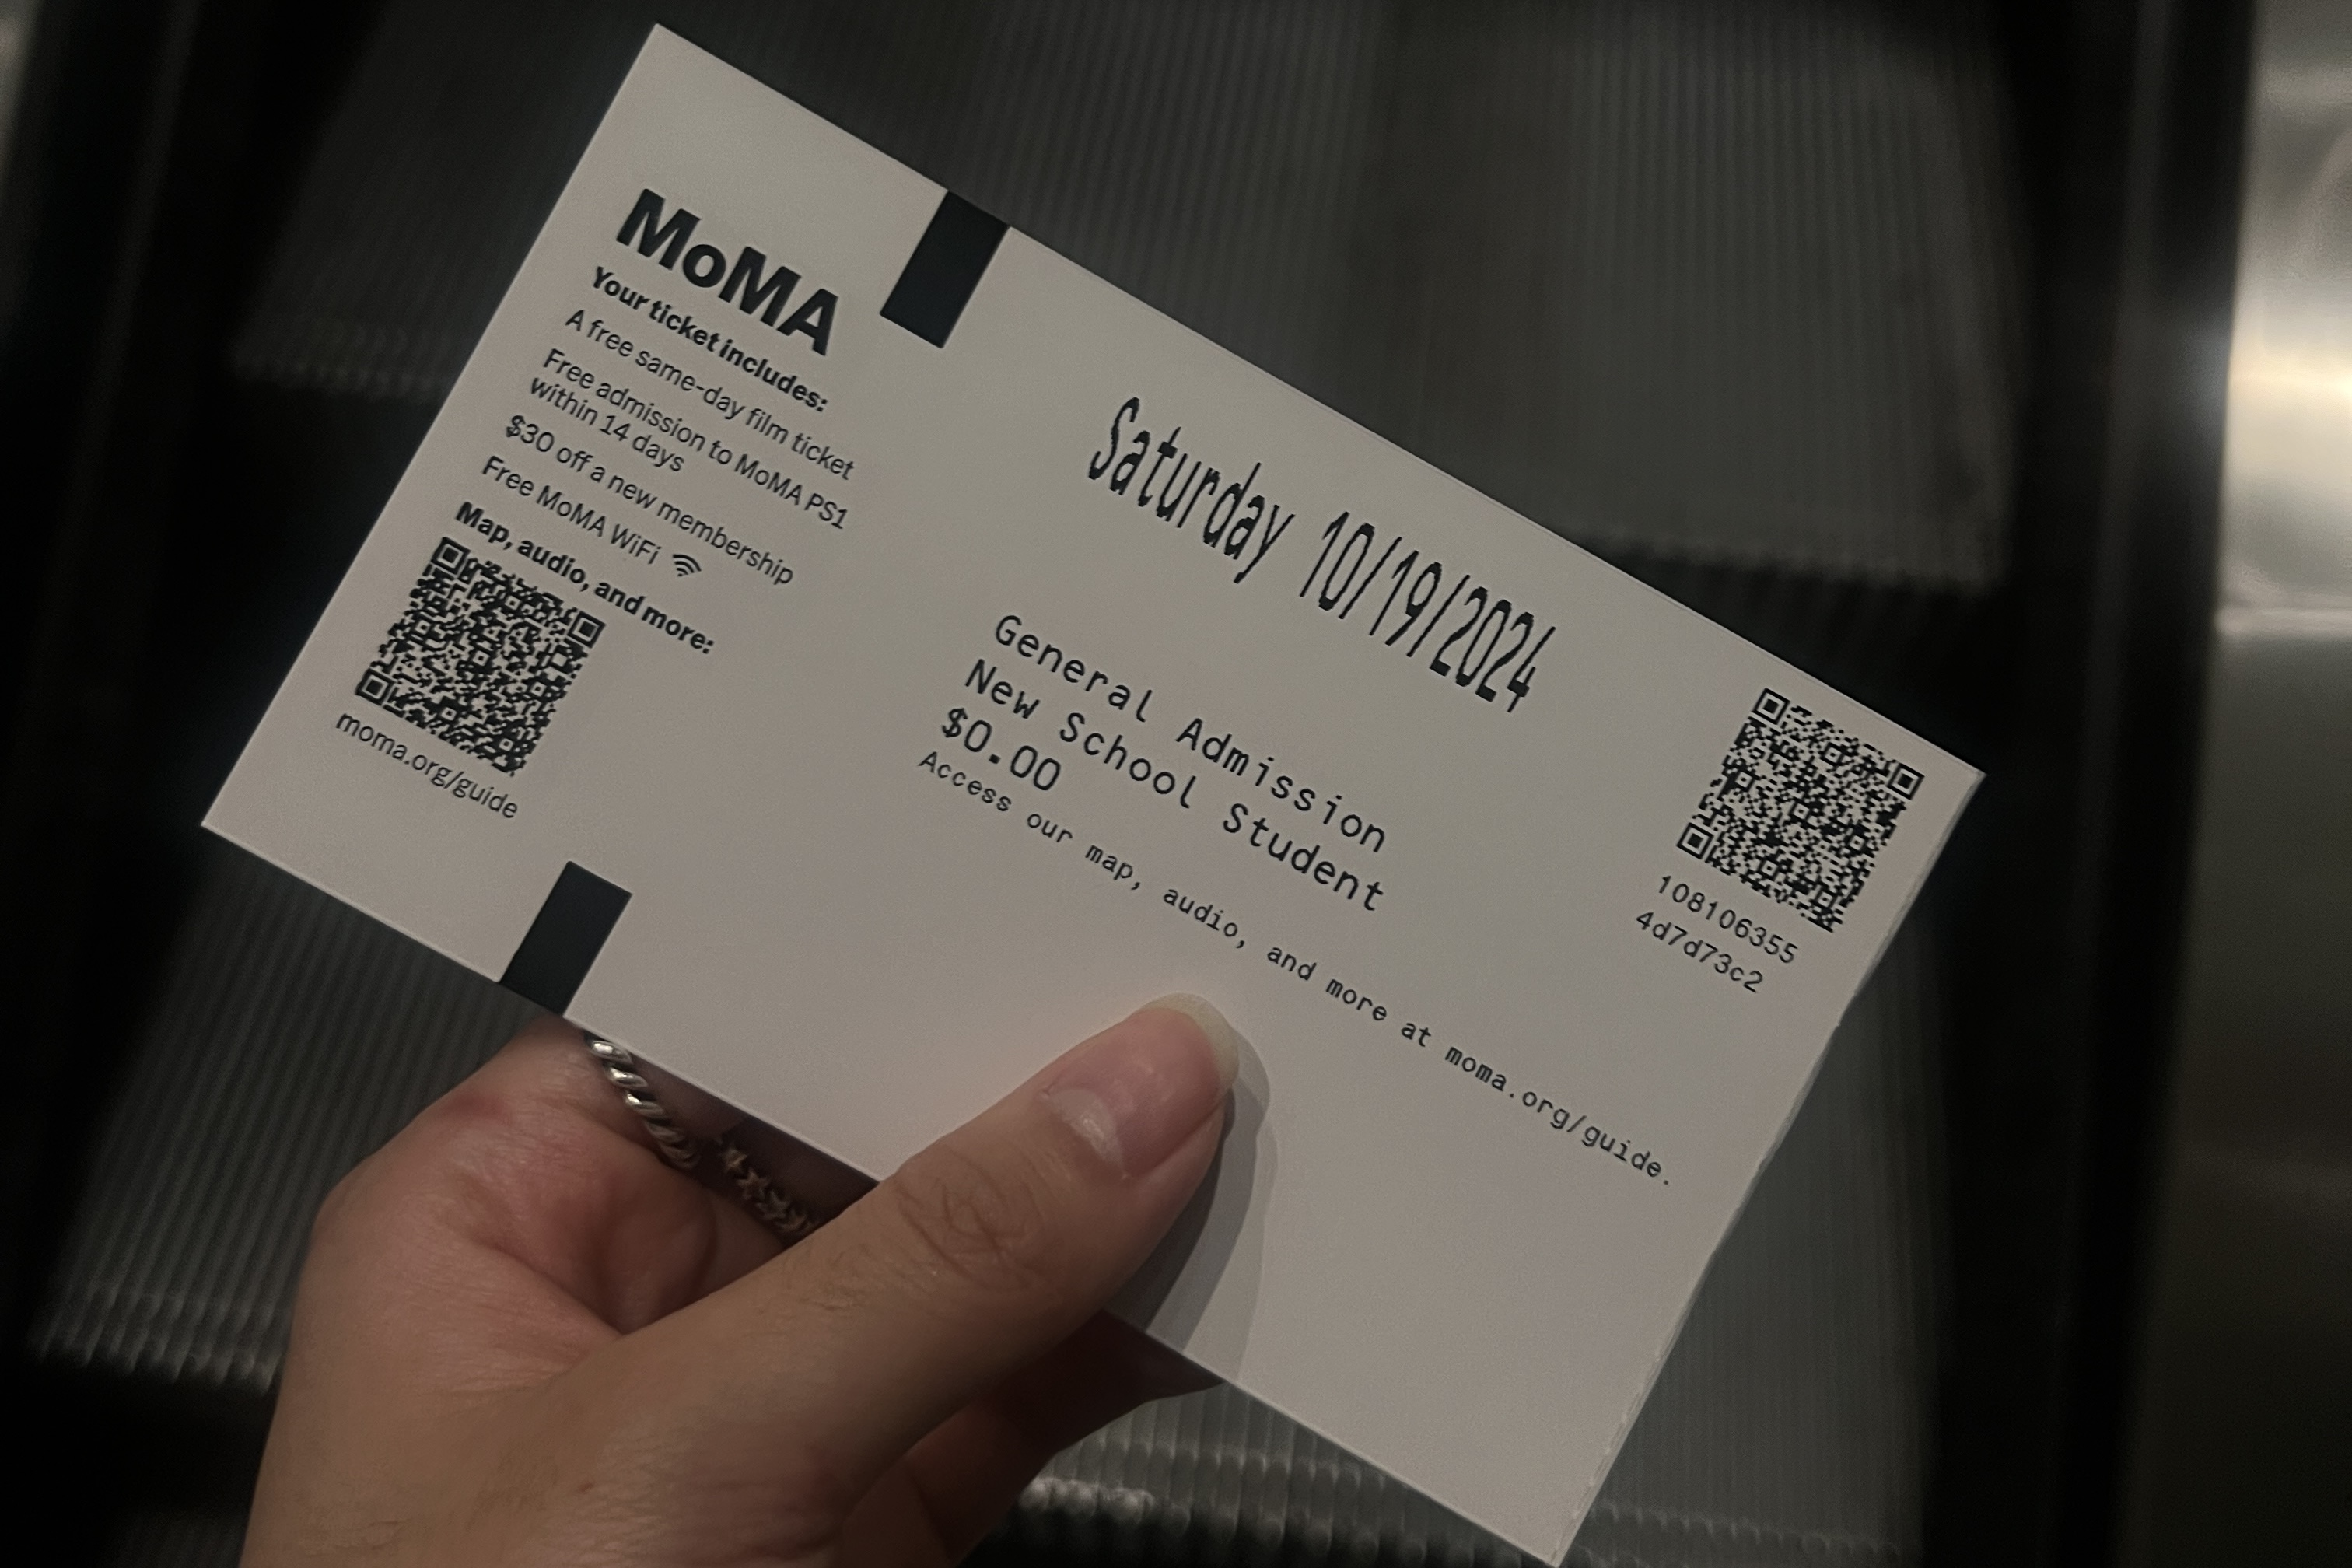 MoMA
Your ticket includes:
A free same-day film ticket
Free admission to MoMA PS1
within 14 days
$30 off a new membership
Free MoMA WiFi
Map, audio, and more:
moma.org/guide
Saturday 10/19/2024
General Admission
New School Student
$0.00
Access our map, audio, and more at moma.org/guide.
108106355
4d7d73c2